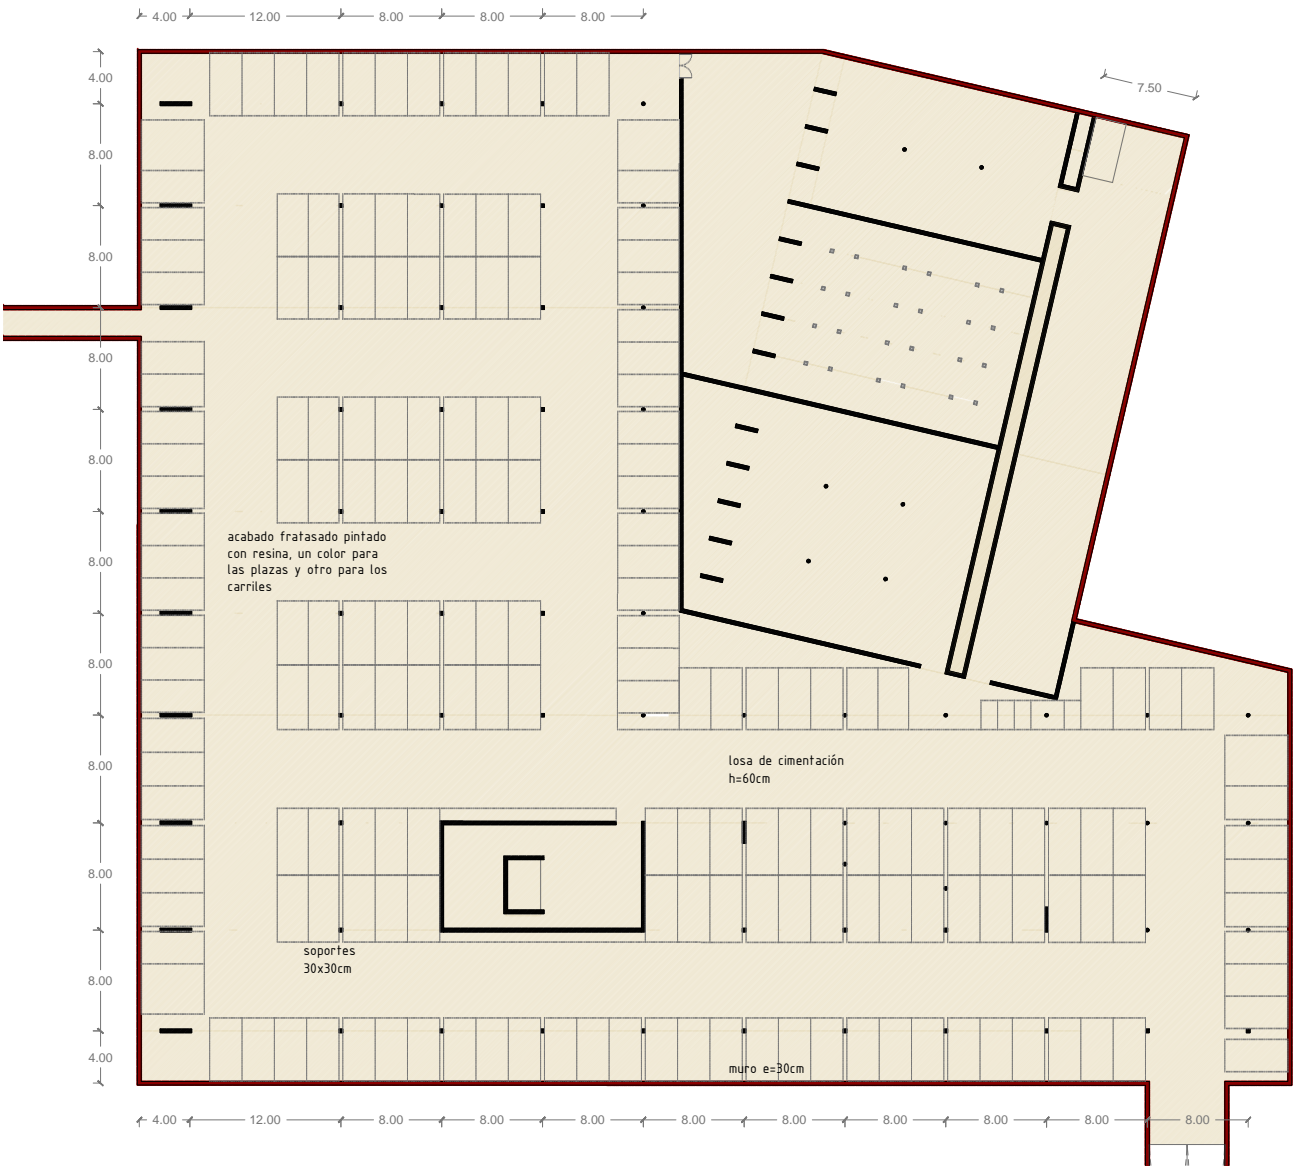 4.00 12.00 8.00 8.00 8.00
7.50
4.00
8.00
8.00
8.00
8.00
8.00
8.00
8.00
8.00
8.00
4.00
acabado fratasado pintado
con resina, un color para
las plazas y otro para los
carriles
losa de cimentación
h=60cm
soportes
30x30cm
muro e=30cm
4.00 12.00 8.00 8.00 8.00 8.00 8.00 8.00 8.00 8.00 8.00